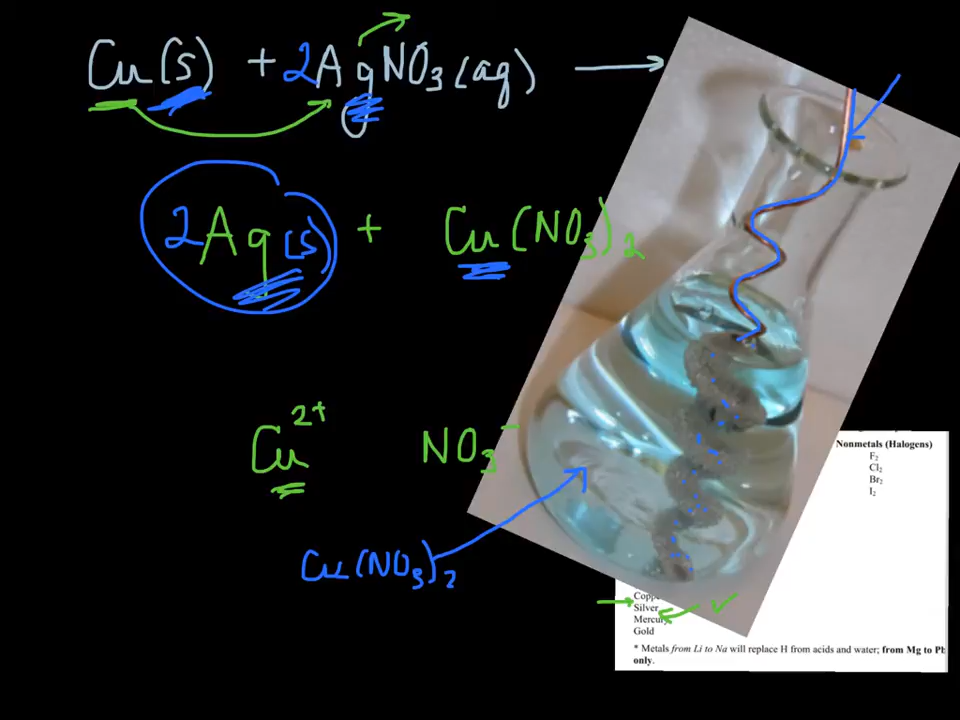 Cu(s) + 2AgNO₃(aq) ⟶
2Ag(s) + Cu(NO₃)₂
Cu²⁺ NO₃⁻
Cu(NO₃)₂
Nonmetals (Halogens)
F₂
Cl₂
Br₂
I₂
Silver
Gold
* Metals from Li to Na will replace H from acids and water; from Mg to Pb
only.